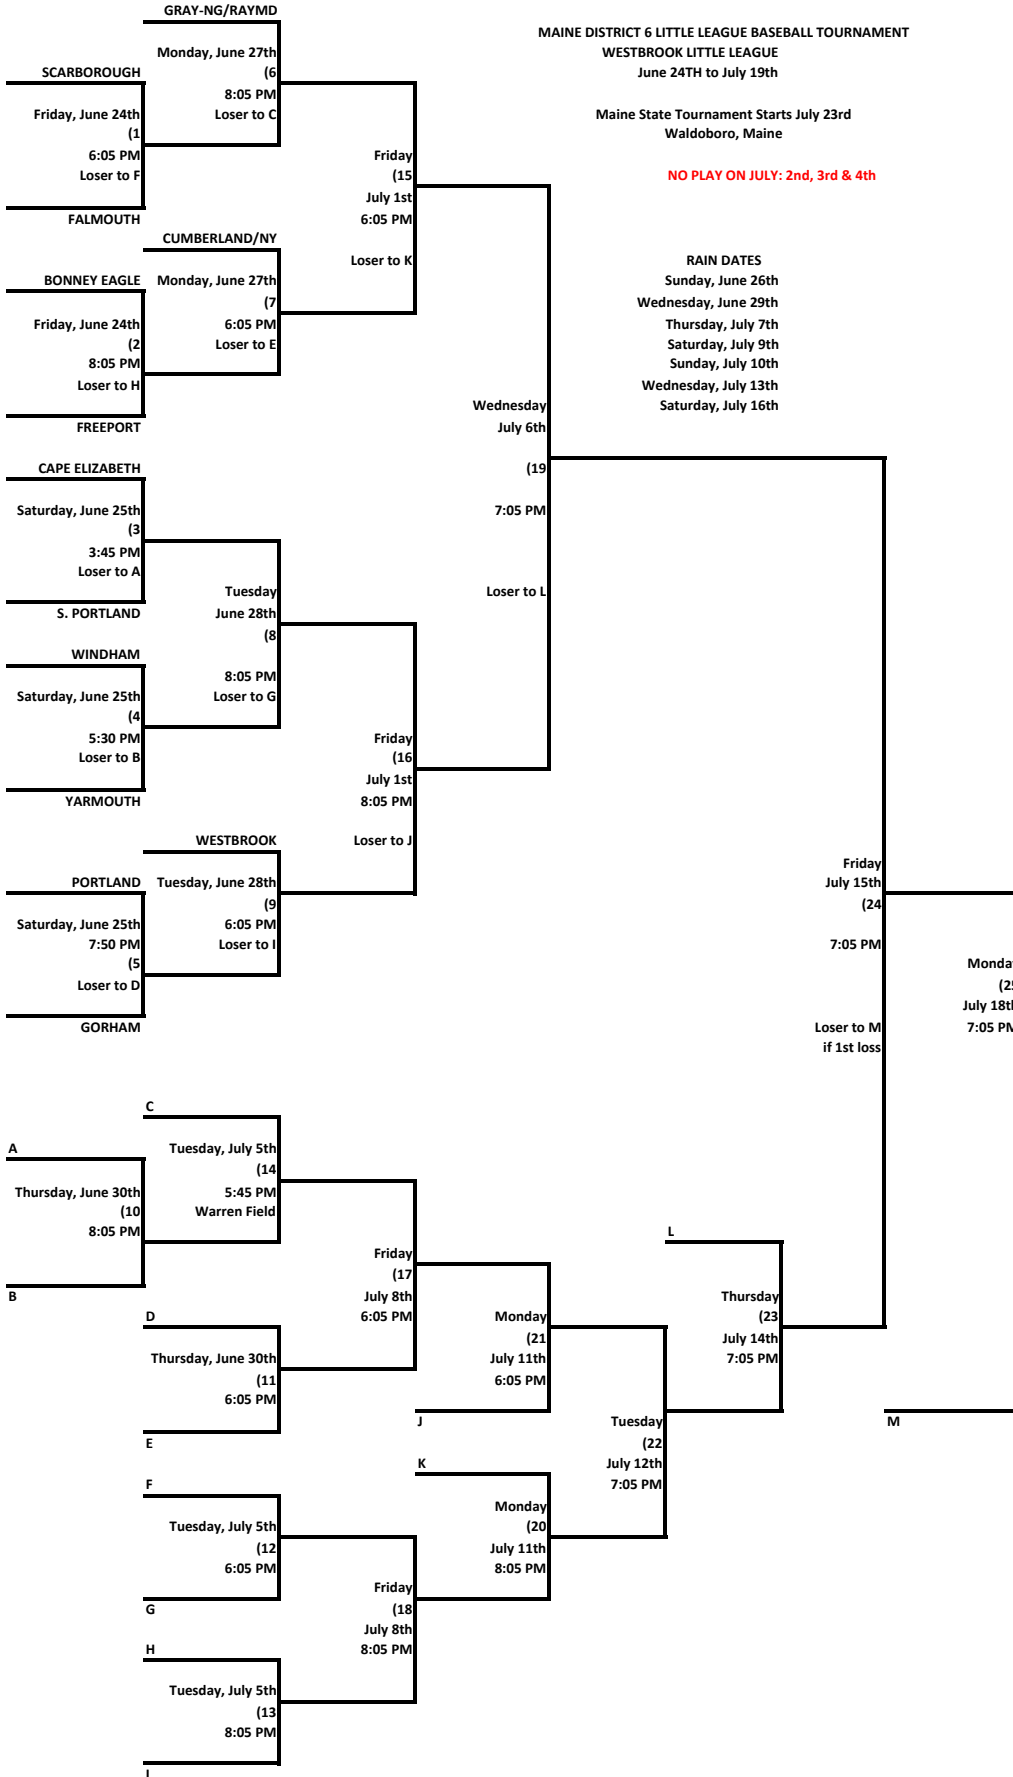 GRAY-NG/RAYMD
MAINE DISTRICT 6 LITTLE LEAGUE BASEBALL TOURNAMENT
WESTBROOK LITTLE LEAGUE
June 24TH to July 19th
Maine State Tournament Starts July 23rd
Waldoboro, Maine
NO PLAY ON JULY: 2nd, 3rd & 4th
RAIN DATES
Sunday, June 26th
Wednesday, June 29th
Thursday, July 7th
Saturday, July 9th
Sunday, July 10th
Wednesday, July 13th
Saturday, July 16th
Monday, June 27th
(6
8:05 PM
Loser to C
SCARBOROUGH
Friday, June 24th
(1
6:05 PM
Loser to F
FALMOUTH
Friday
(15
July 1st
6:05 PM
Loser to K
CUMBERLAND/NY
Monday, June 27th
(7
6:05 PM
Loser to E
BONNEY EAGLE
Friday, June 24th
(2
8:05 PM
Loser to H
FREEPORT
Wednesday
July 6th
(19
7:05 PM
Loser to L
CAPE ELIZABETH
Saturday, June 25th
(3
3:45 PM
Loser to A
S. PORTLAND
Tuesday
June 28th
(8
8:05 PM
Loser to G
WINDHAM
Saturday, June 25th
(4
5:30 PM
Loser to B
YARMOUTH
Friday
(16
July 1st
8:05 PM
Loser to J
WESTBROOK
Tuesday, June 28th
(9
6:05 PM
Loser to I
PORTLAND
Saturday, June 25th
7:50 PM
(5
Loser to D
GORHAM
Friday
July 15th
(24
7:05 PM
Loser to M
if 1st loss
Monday
(25
July 18th
7:05 PM
C
Tuesday, July 5th
(14
5:45 PM
Warren Field
A
Thursday, June 30th
(10
8:05 PM
B
Friday
(17
July 8th
6:05 PM
D
Thursday, June 30th
(11
6:05 PM
E
Monday
(21
July 11th
6:05 PM
J
L
Thursday
(23
July 14th
7:05 PM
Tuesday
(22
July 12th
7:05 PM
M
K
Monday
(20
July 11th
8:05 PM
F
Tuesday, July 5th
(12
6:05 PM
G
Friday
(18
July 8th
8:05 PM
H
Tuesday, July 5th
(13
8:05 PM
I